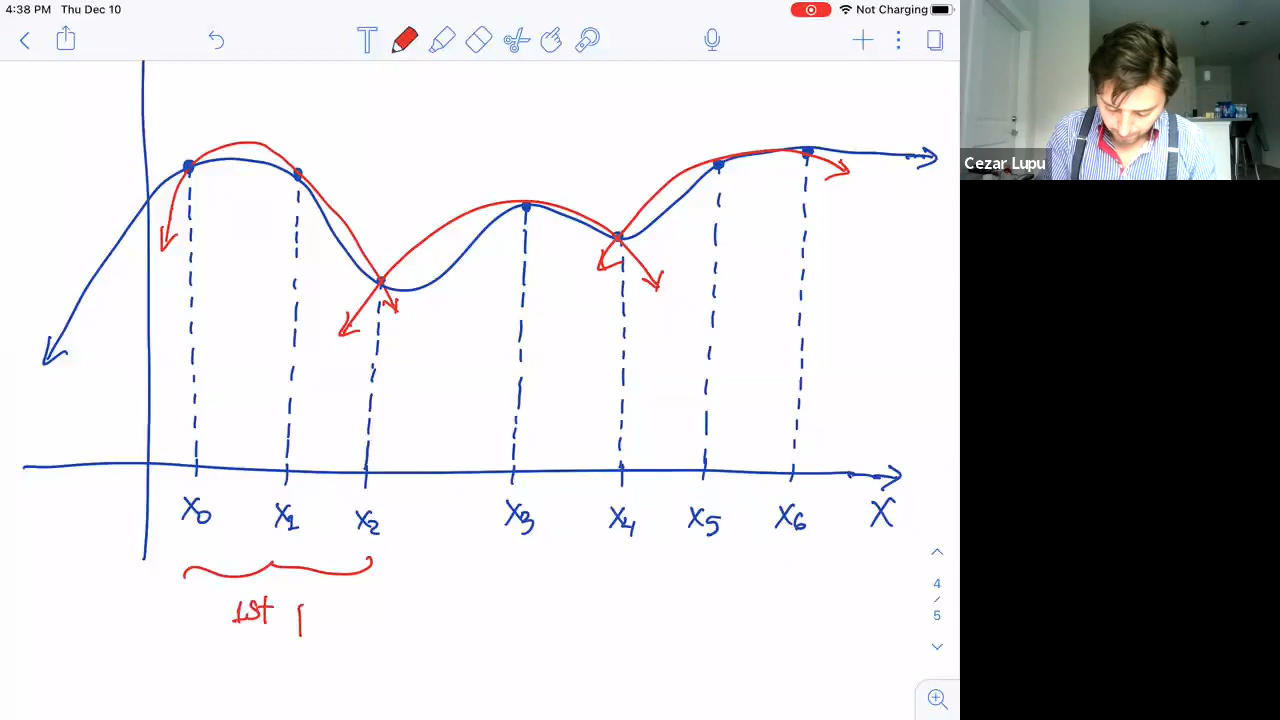 4:38 PM Thu Dec 10
Not Charging
T
Cezar Lupu
x₀ x₁ x₂ x₃ x₄ x₅ x₆ X
1st
4
/
5